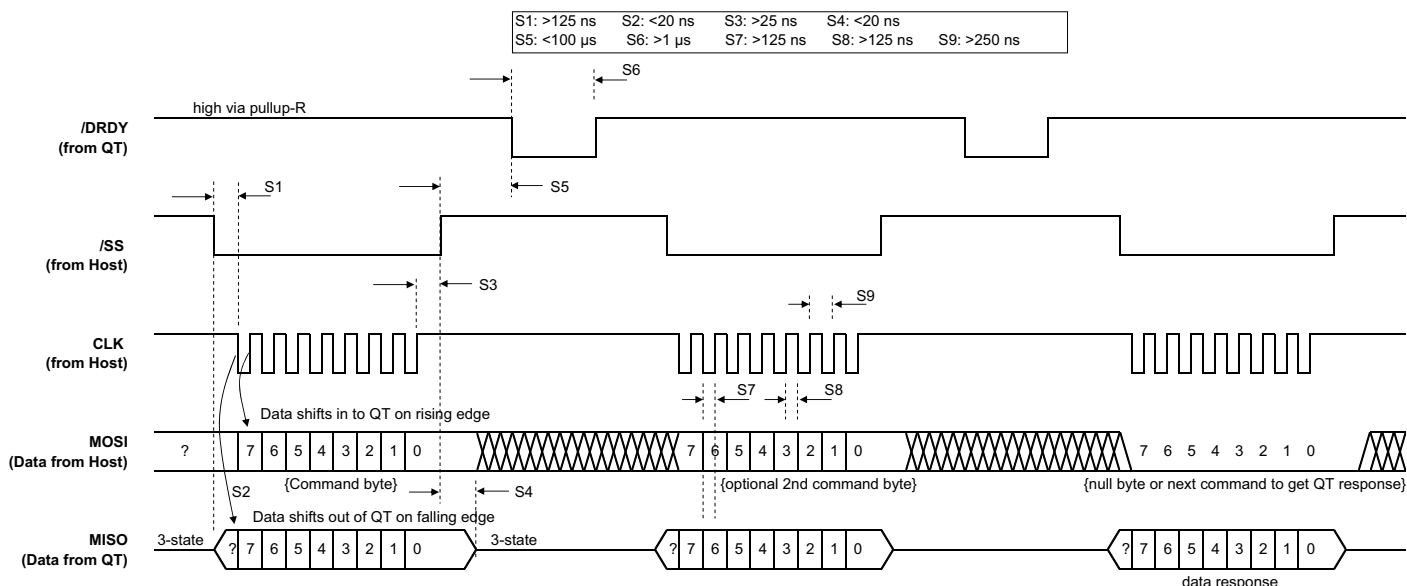 S1: >125 ns S2: <20 ns S3: >25 ns S4: <20 ns
S5: <100 µs S6: >1 µs S7: >125 ns S8: >125 ns S9: >250 ns
S6
high via pullup-R
/DRDY
(from QT)
S1
S5
/SS
(from Host)
S3
S9
CLK
(from Host)
S7
S8
Data shifts in to QT on rising edge
MOSI
(Data from Host)
? 7 6 5 4 3 2 1 0 7 6 5 4 3 2 1 0 7 6 5 4 3 2 1 0
{Command byte} {optional 2nd command byte} {null byte or next command to get QT response}
S2
S4
Data shifts out of QT on falling edge
MISO
(Data from QT)
3-state ? 7 6 5 4 3 2 1 0 3-state ? 7 6 5 4 3 2 1 0 ? 7 6 5 4 3 2 1 0
data response